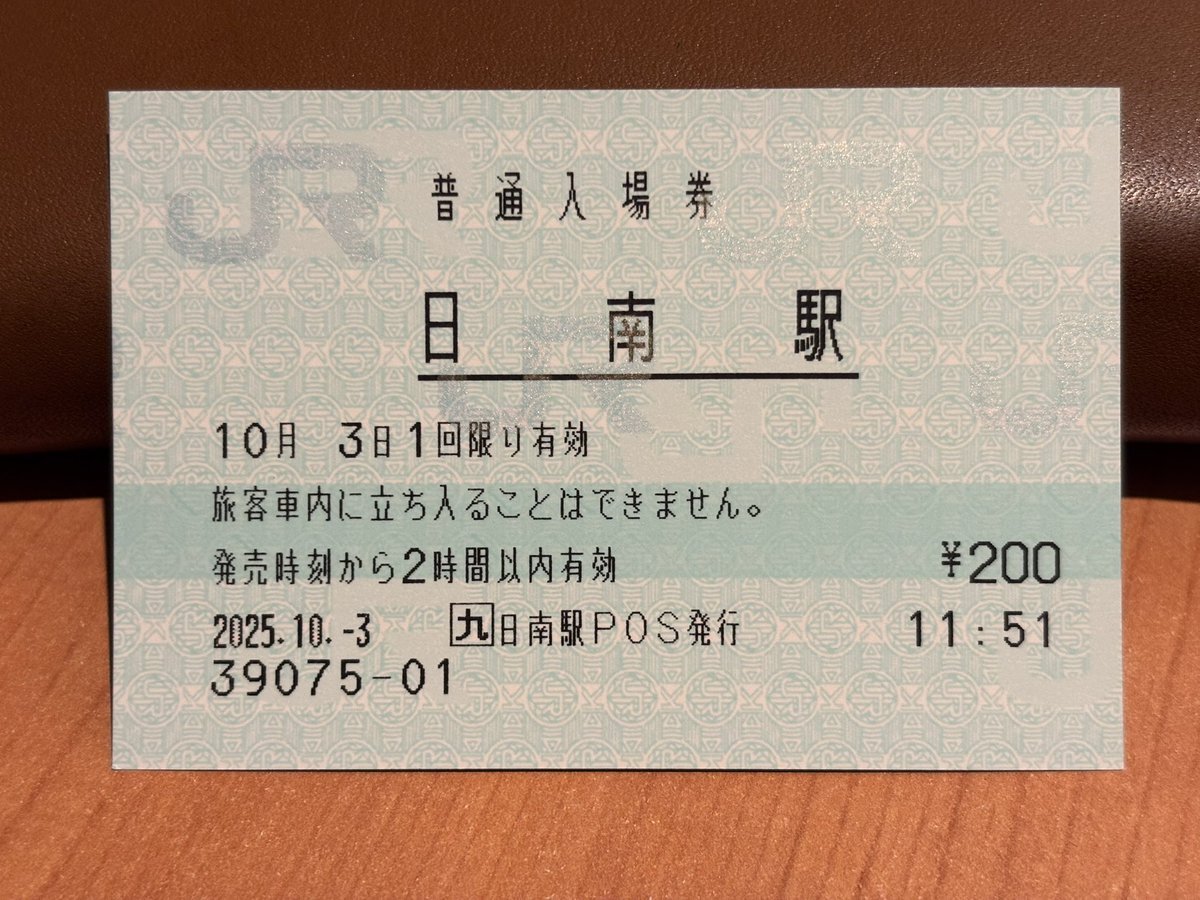 普通入場券
日南駅
10月 3日1回限り有効
旅客車内に立ち入ることはできません。
発売時刻から2時間以内有効 ¥200
2025.10.-3 九日南駅POS発行 11:51
39075-01